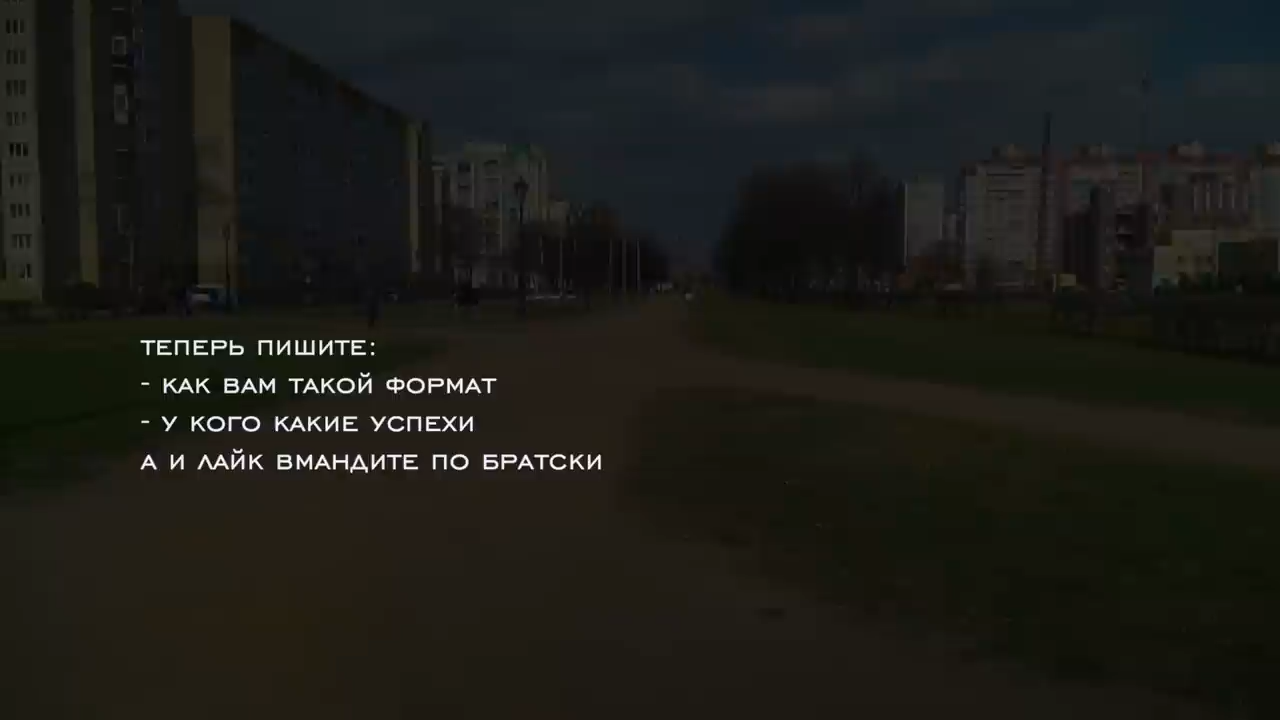 ТЕПЕРЬ ПИШИТЕ:
- КАК ВАМ ТАКОЙ ФОРМАТ
- У КОГО КАКИЕ УСПЕХИ
А И ЛАЙК ВМАНДИТЕ ПО БРАТСКИ